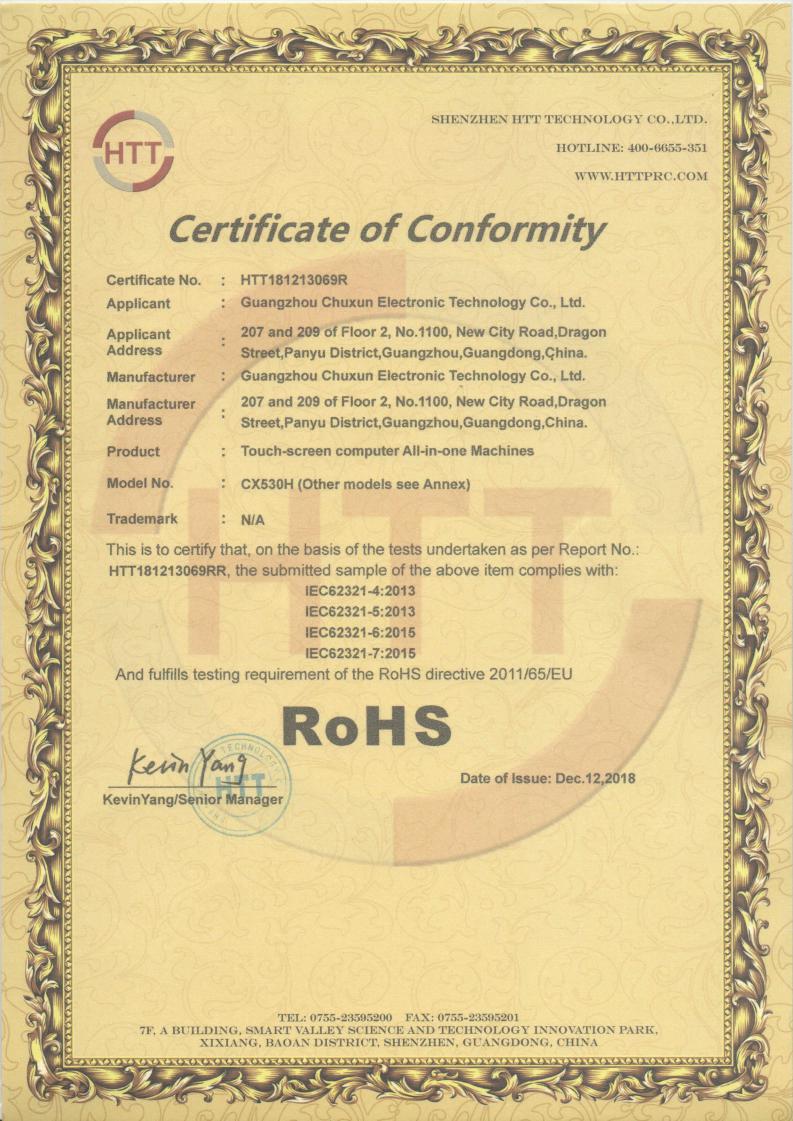 HTT
SHENZHEN HTT TECHNOLOGY CO.,LTD.
HOTLINE: 400-6655-351
WWW.HTTPRC.COM
Certificate of Conformity
Certificate No. : HTT181213069R
Applicant : Guangzhou Chuxun Electronic Technology Co., Ltd.
Applicant Address : 207 and 209 of Floor 2, No.1100, New City Road,Dragon
Street,Panyu District,Guangzhou,Guangdong,China.
Manufacturer : Guangzhou Chuxun Electronic Technology Co., Ltd.
Manufacturer Address : 207 and 209 of Floor 2, No.1100, New City Road,Dragon
Street,Panyu District,Guangzhou,Guangdong,China.
Product : Touch-screen computer All-in-one Machines
Model No. : CX530H (Other models see Annex)
Trademark : N/A
HTT
This is to certify that, on the basis of the tests undertaken as per Report No.:
HTT181213069RR, the submitted sample of the above item complies with:
IEC62321-4:2013
IEC62321-5:2013
IEC62321-6:2015
IEC62321-7:2015
And fulfills testing requirement of the RoHS directive 2011/65/EU
RoHS
Kevin Yang
TECHNOLOG
HTT
KevinYang/Senior Manager
Date of Issue: Dec.12,2018
TEL: 0755-23595200 FAX: 0755-23595201
7F, A BUILDING, SMART VALLEY SCIENCE AND TECHNOLOGY INNOVATION PARK,
XIXIANG, BAOAN DISTRICT, SHENZHEN, GUANGDONG, CHINA